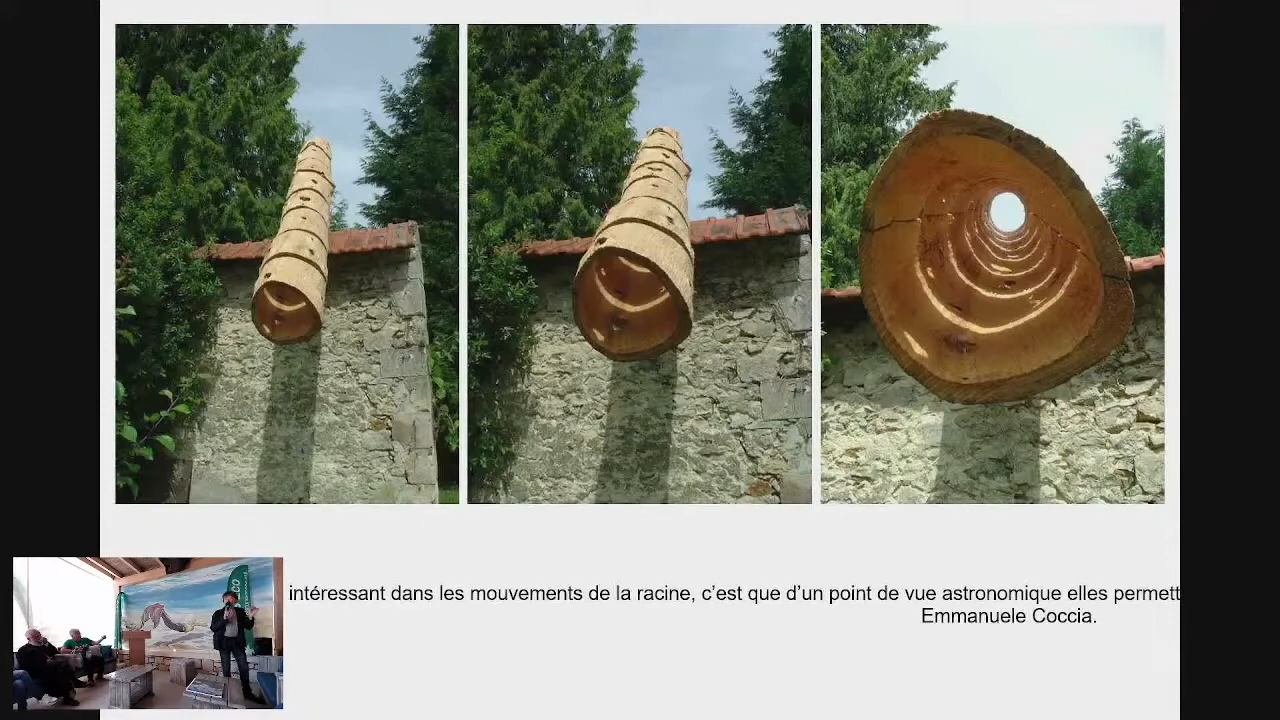 intéressant dans les mouvements de la racine, c’est que d’un point de vue astronomique elles permett
Emmanuele Coccia.